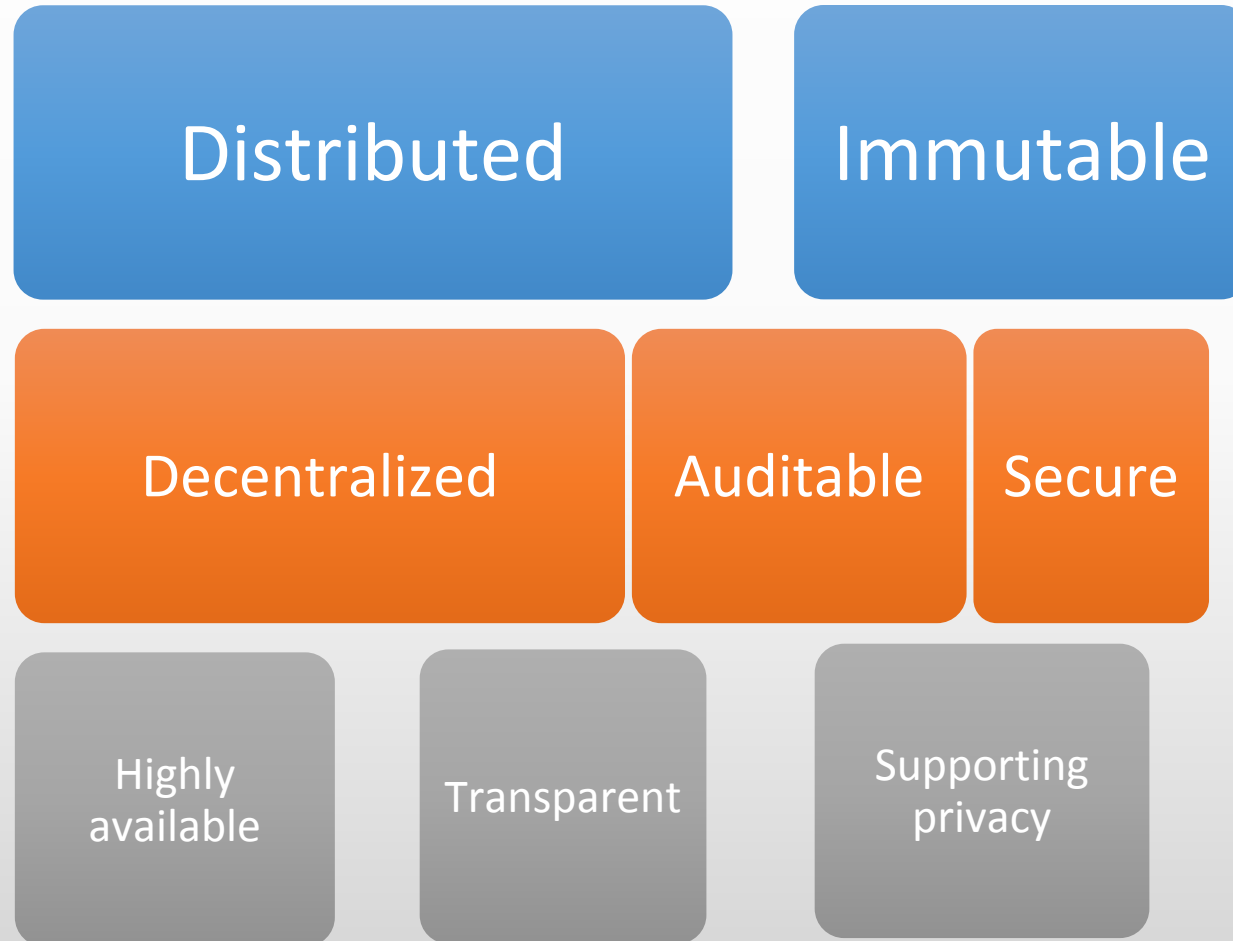 Distributed
Immutable
Decentralized
Auditable
Secure
Highly
available
Transparent
Supporting
privacy